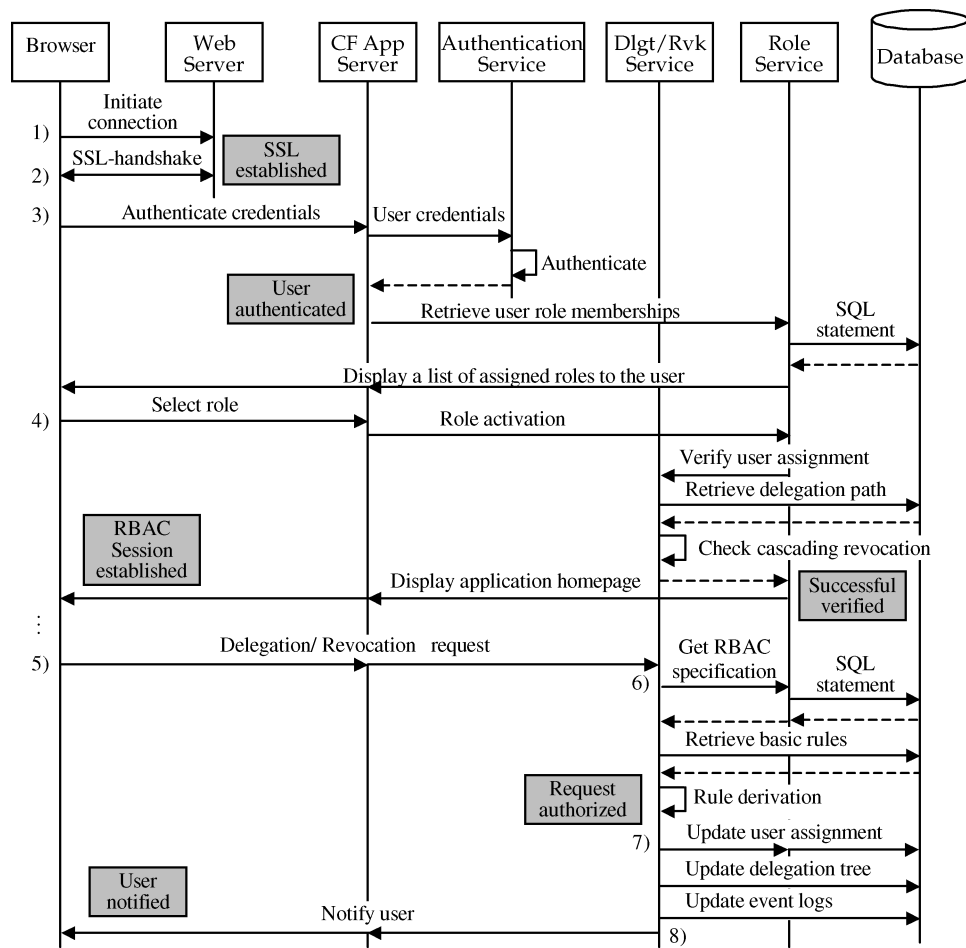 Browser
Web
Server
CF App
Server
Authentication
Service
Dlgt/Rvk
Service
Role
Service
Database
Initiate
connection
1)
SSL-handshake
2)
SSL
established
3)
Authenticate credentials
User credentials
Authenticate
User
authenticated
Retrieve user role memberships
SQL
statement
Display a list of assigned roles to the user
4)
Select role
Role activation
Verify user assignment
Retrieve delegation path
RBAC
Session
established
Check cascading revocation
Display application homepage
Successful
verified
⋮
5)
Delegation/ Revocation request
6)
Get RBAC
specification
SQL
statement
Retrieve basic rules
Request
authorized
Rule derivation
7)
Update user assignment
Update delegation tree
User
notified
Update event logs
Notify user
8)